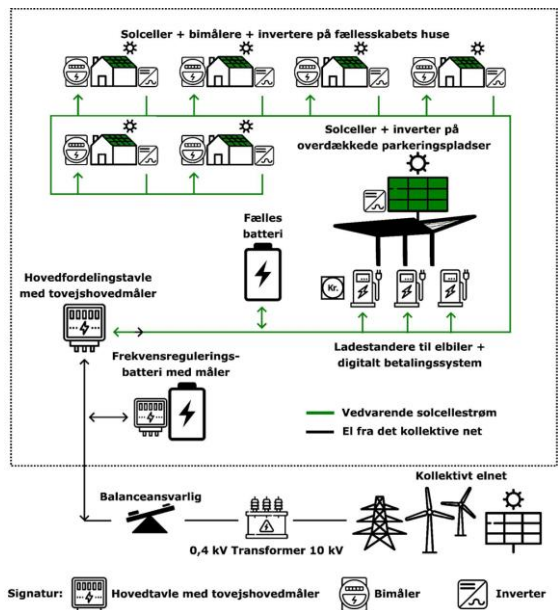 Solceller + bimålere + invertere på fællesskabets huse
Solceller + inverter på
overdækkede parkeringspladser
Fælles
batteri
Kr.
Hovedfordelingstavle
med tovejshovedmåler
Ladestandere til elbiler +
digitalt betalingssystem
Frekvensregulerings-
batteri med måler
Vedvarende solcellestrøm
El fra det kollektive net
Kollektivt elnet
Balanceansvarlig
0,4 kV Transformer 10 kV
Signatur: Hovedtavle med tovejshovedmåler Bimåler Inverter